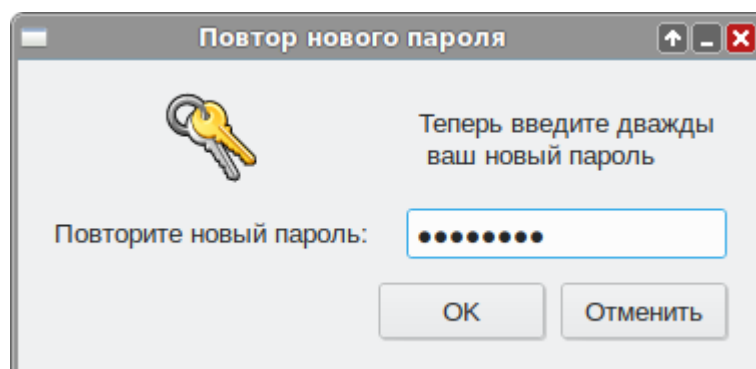 Повтор нового пароля
Теперь введите дважды
ваш новый пароль
Повторите новый пароль:
OK
Отменить